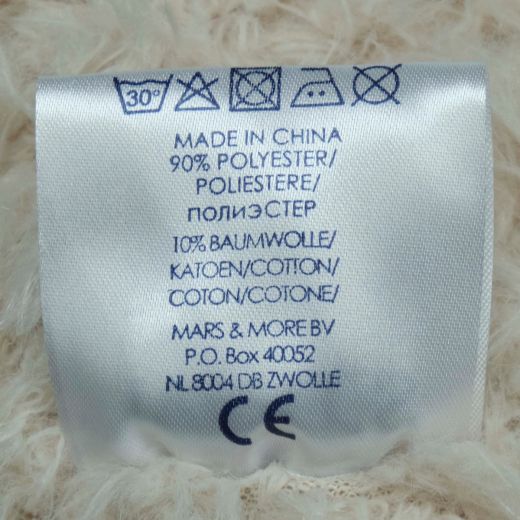 30°
MADE IN CHINA
90% POLYESTER/
POLIESTERE/
ПОЛИЭСТЕР
10% BAUMWOLLE/
KATOEN/COTTON/
COTON/COTONE/
MARS & MORE BV
P.O. Box 40052
NL 8004 DB ZWOLLE
CE